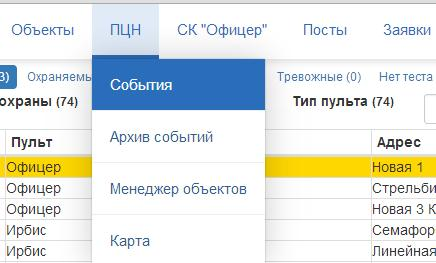 Объекты ПЦН СК "Офицер" Посты Заявки
3) Охраняемы Тревожные (0) Нет теста
События
охраны (74) Тип пульта (74)
Архив событий
Пульт Адрес
Офицер Новая 1
Офицер Стрельби
Менеджер объектов
Офицер Новая 3 К
Ирбис Семафор
Карта
Ирбис Линейная